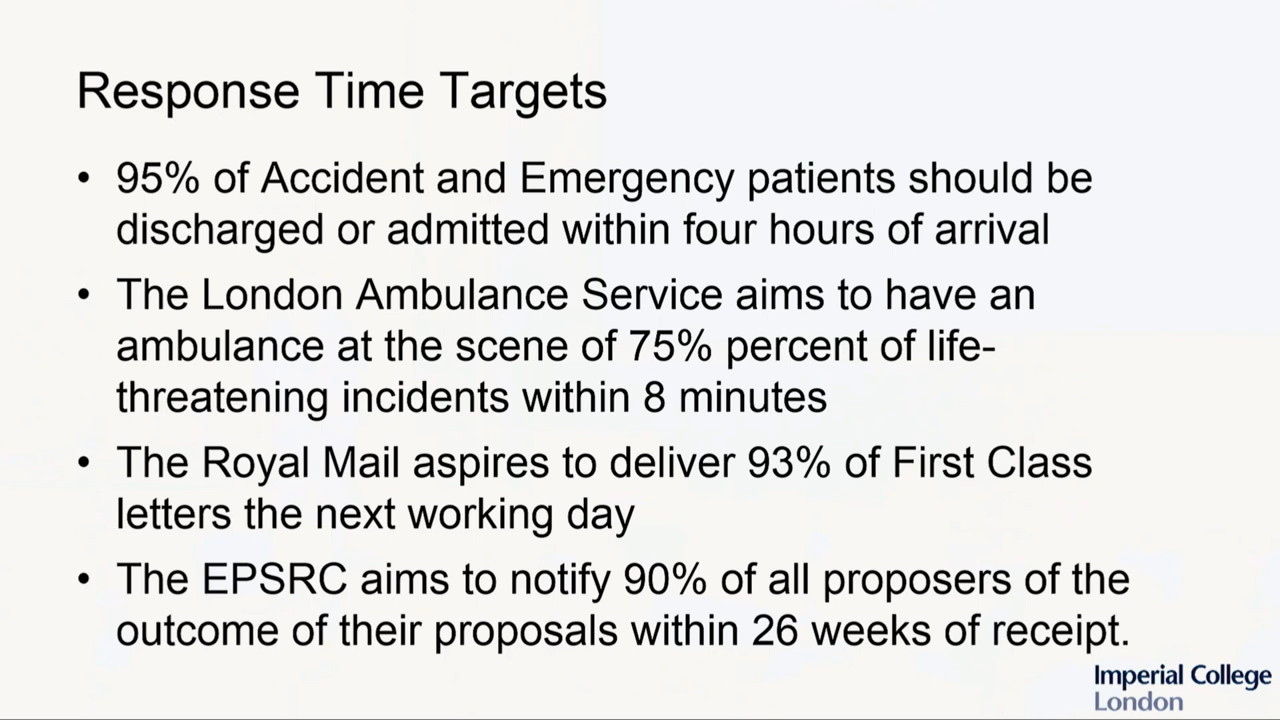 Response Time Targets
• 95% of Accident and Emergency patients should be
discharged or admitted within four hours of arrival
• The London Ambulance Service aims to have an
ambulance at the scene of 75% percent of life-
threatening incidents within 8 minutes
• The Royal Mail aspires to deliver 93% of First Class
letters the next working day
• The EPSRC aims to notify 90% of all proposers of the
outcome of their proposals within 26 weeks of receipt.
Imperial College
London